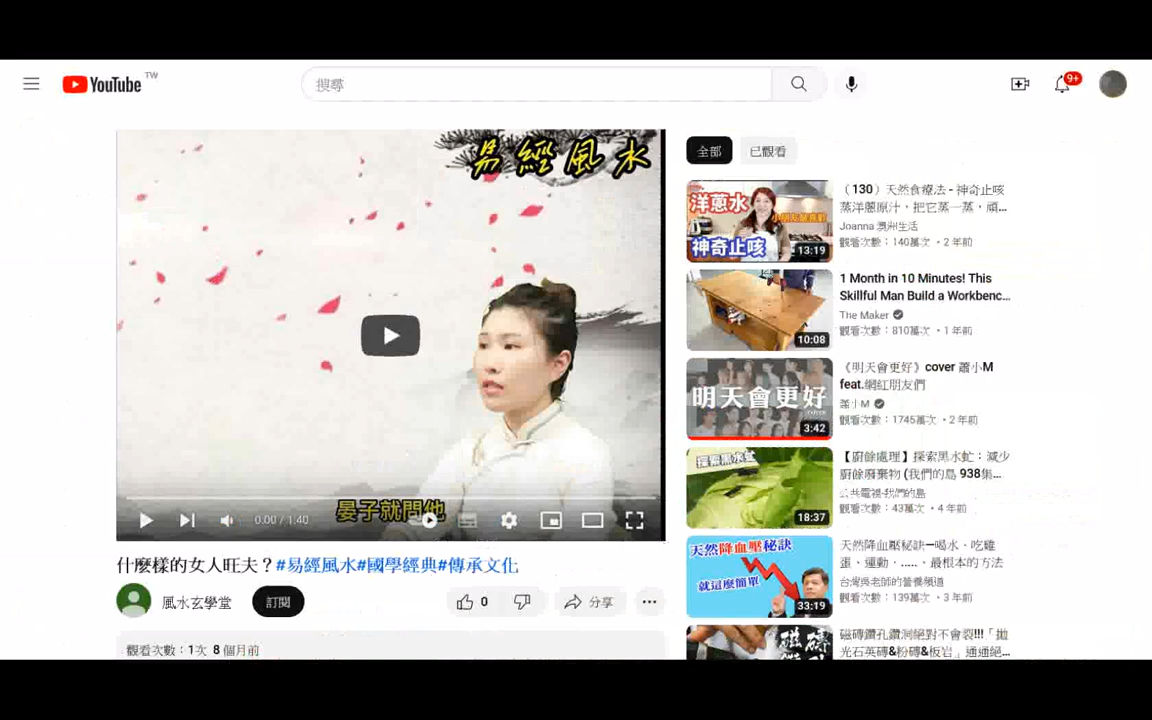 YouTube TW
搜尋
9+
易經風水
晏子就問他
0:00 / 1:40
什麼樣的女人旺夫？#易經風水#國學經典#傳承文化
風水玄學堂
訂閱
0
分享
觀看次數：1次 8 個月前
全部
已觀看
洋蔥水
神奇止咳
13:19
（130）天然食療法 - 神奇止咳
蒸洋蔥原汁，把它蒸一蒸，頑...
Joanna 澳洲生活
觀看次數：140萬次 · 2 年前
10:08
1 Month in 10 Minutes! This
Skillful Man Build a Workbenc...
The Maker
觀看次數：810萬次 · 1 年前
明天會更好
3:42
《明天會更好》cover 蕭小M
feat.網紅朋友們
蕭小M
觀看次數：1745萬次 · 2 年前
探索黑水虻
18:37
【廚餘處理】探索黑水虻：減少
廚餘廢棄物 (我們的島 938集...
公共電視-我們的島
觀看次數：43萬次 · 4 年前
天然降血壓秘訣
就這麼簡單
33:19
天然降血壓秘訣—喝水、吃雞
蛋、運動，.....，最根本的方法
台灣吳老師的營養頻道
觀看次數：139萬次 · 3 年前
磁磚鑽孔鑽洞絕對不會裂!!!「拋
光石英磚&粉磚&板岩」通通絕...